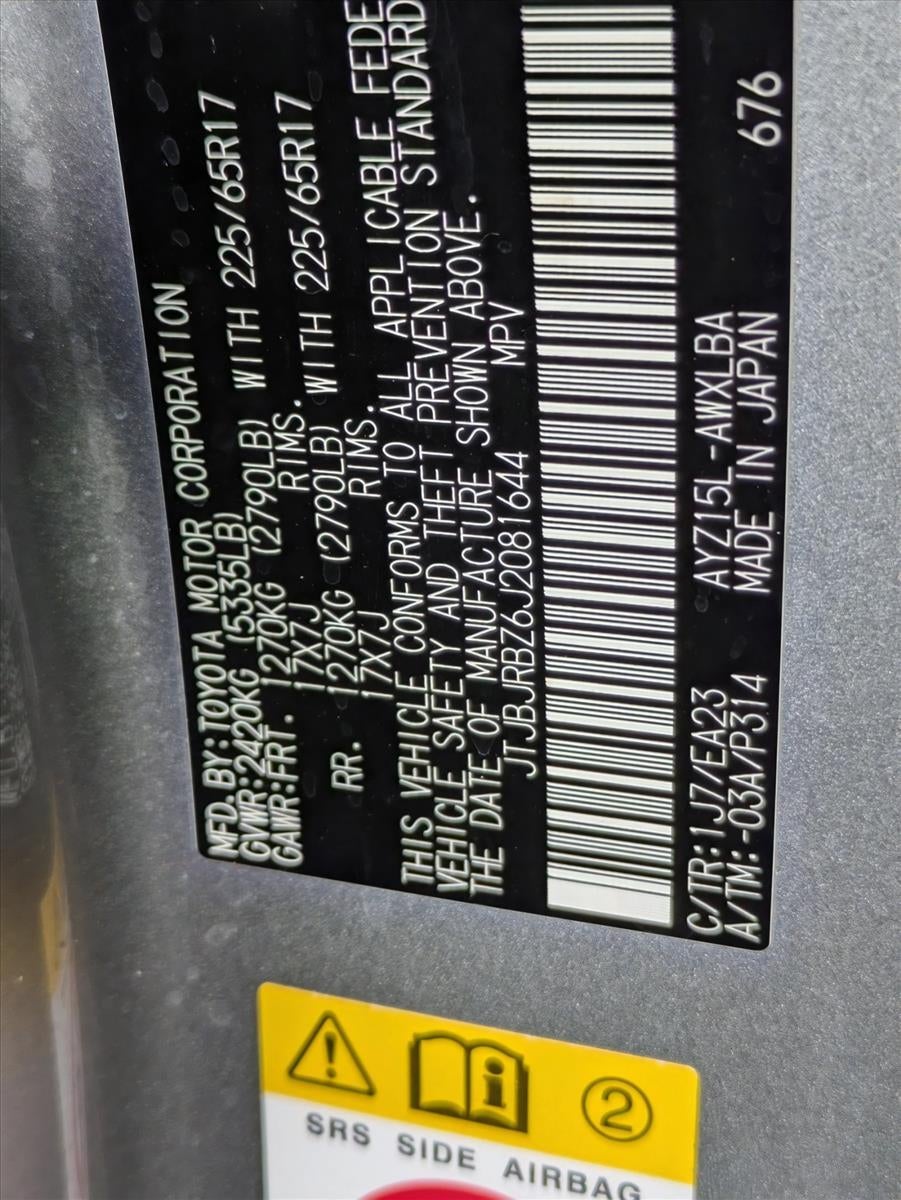 MFD. BY:TOYOTA MOTOR CORPORATION
GVWR:2420KG (5335LB)
GAWR:FRT. 1270KG (2790LB) WITH 225/65R17
17X7J RIMS.
RR. 1270KG (2790LB) WITH 225/65R17
17X7J RIMS.
THIS VEHICLE CONFORMS TO ALL APPLICABLE FEDE
VEHICLE SAFETY AND THEFT PREVENTION STANDARD
THE DATE OF MANUFACTURE SHOWN ABOVE.
JTJBJRBZ6J2081644 MPV
C/TR:1J7/EA23 AYZ15L-AWXLBA 676
A/TM:-03A/P314 MADE IN JAPAN
2
SRS SIDE AIRBAG